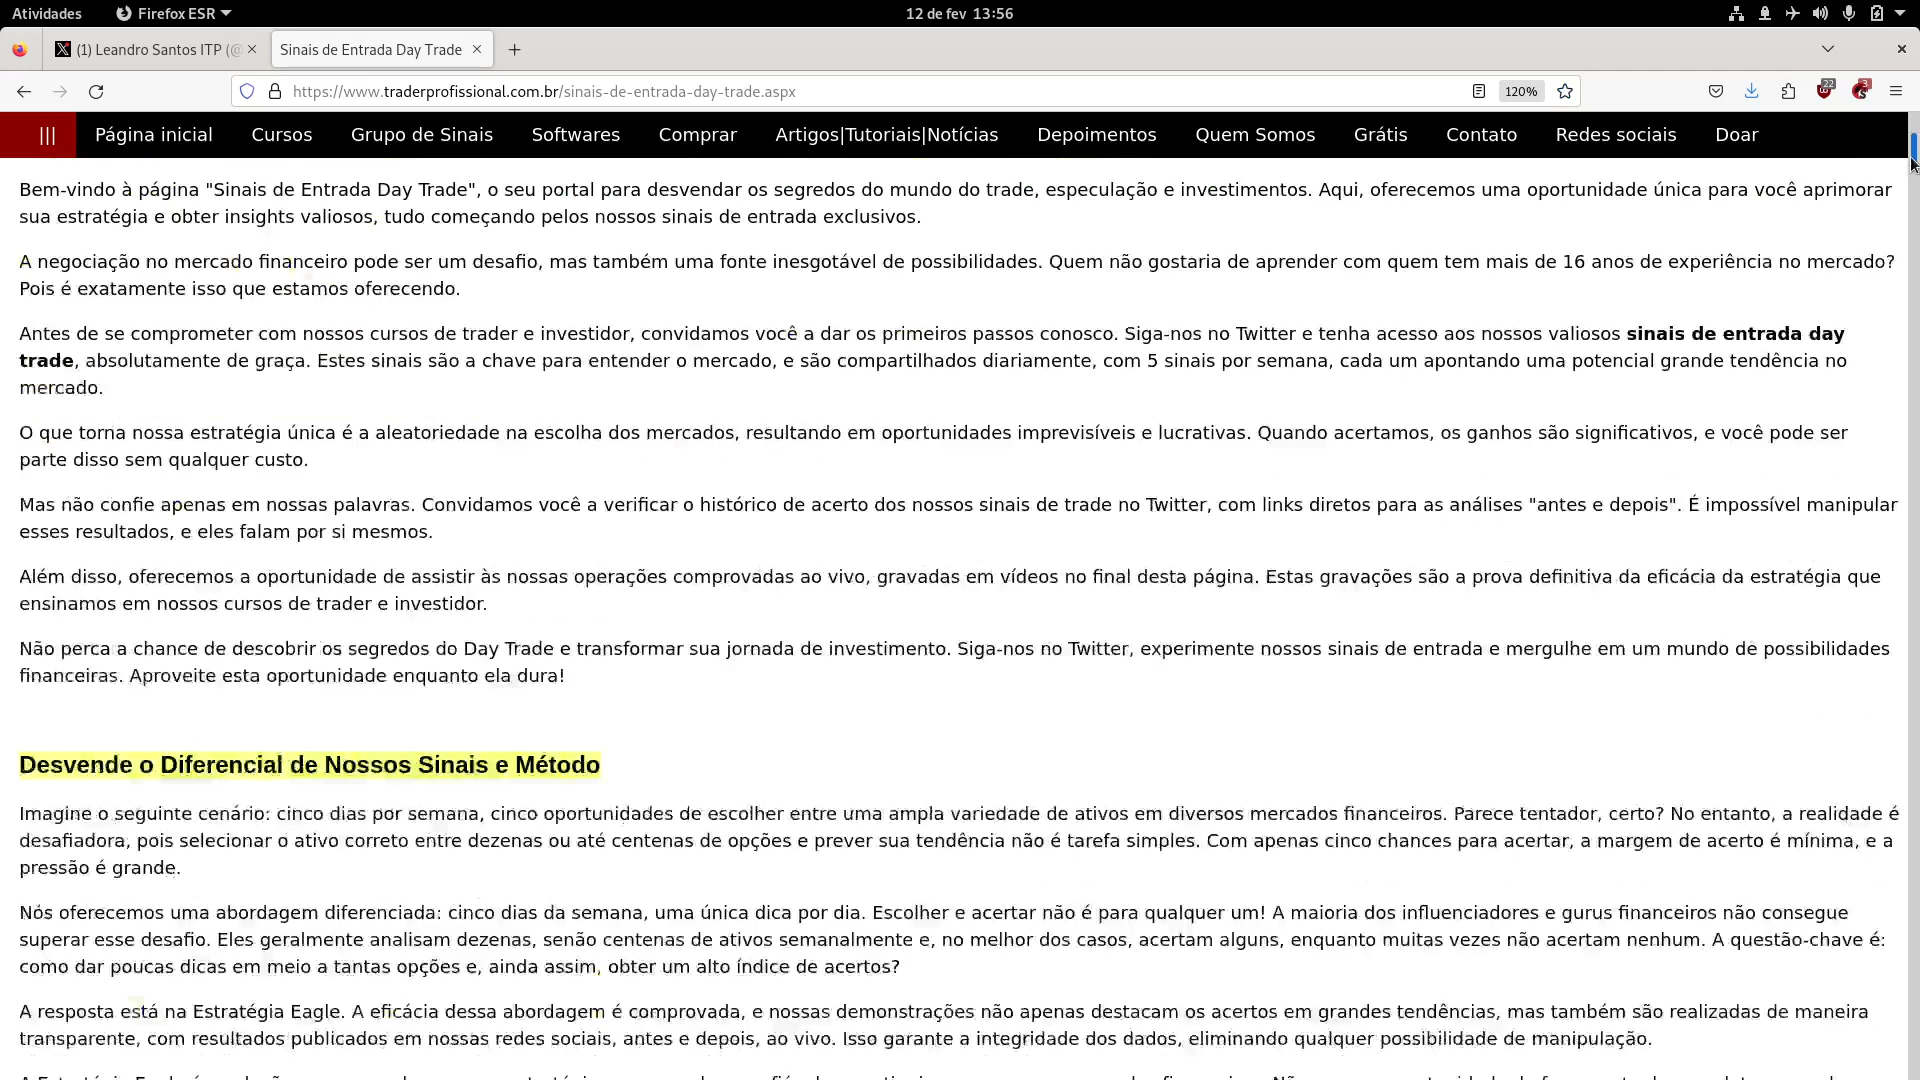 Atividades Firefox ESR 12 de fev 13:56
(1) Leandro Santos ITP (@ Sinais de Entrada Day Trade
https://www.traderprofissional.com.br/sinais-de-entrada-day-trade.aspx 120% 22 3
||| Página inicial Cursos Grupo de Sinais Softwares Comprar Artigos|Tutoriais|Notícias Depoimentos Quem Somos Grátis Contato Redes sociais Doar
Bem-vindo à página "Sinais de Entrada Day Trade", o seu portal para desvendar os segredos do mundo do trade, especulação e investimentos. Aqui, oferecemos uma oportunidade única para você aprimorar
sua estratégia e obter insights valiosos, tudo começando pelos nossos sinais de entrada exclusivos.
A negociação no mercado financeiro pode ser um desafio, mas também uma fonte inesgotável de possibilidades. Quem não gostaria de aprender com quem tem mais de 16 anos de experiência no mercado?
Pois é exatamente isso que estamos oferecendo.
Antes de se comprometer com nossos cursos de trader e investidor, convidamos você a dar os primeiros passos conosco. Siga-nos no Twitter e tenha acesso aos nossos valiosos sinais de entrada day
trade, absolutamente de graça. Estes sinais são a chave para entender o mercado, e são compartilhados diariamente, com 5 sinais por semana, cada um apontando uma potencial grande tendência no
mercado.
O que torna nossa estratégia única é a aleatoriedade na escolha dos mercados, resultando em oportunidades imprevisíveis e lucrativas. Quando acertamos, os ganhos são significativos, e você pode ser
parte disso sem qualquer custo.
Mas não confie apenas em nossas palavras. Convidamos você a verificar o histórico de acerto dos nossos sinais de trade no Twitter, com links diretos para as análises "antes e depois". É impossível manipular
esses resultados, e eles falam por si mesmos.
Além disso, oferecemos a oportunidade de assistir às nossas operações comprovadas ao vivo, gravadas em vídeos no final desta página. Estas gravações são a prova definitiva da eficácia da estratégia que
ensinamos em nossos cursos de trader e investidor.
Não perca a chance de descobrir os segredos do Day Trade e transformar sua jornada de investimento. Siga-nos no Twitter, experimente nossos sinais de entrada e mergulhe em um mundo de possibilidades
financeiras. Aproveite esta oportunidade enquanto ela dura!
Desvende o Diferencial de Nossos Sinais e Método
Imagine o seguinte cenário: cinco dias por semana, cinco oportunidades de escolher entre uma ampla variedade de ativos em diversos mercados financeiros. Parece tentador, certo? No entanto, a realidade é
desafiadora, pois selecionar o ativo correto entre dezenas ou até centenas de opções e prever sua tendência não é tarefa simples. Com apenas cinco chances para acertar, a margem de acerto é mínima, e a
pressão é grande.
Nós oferecemos uma abordagem diferenciada: cinco dias da semana, uma única dica por dia. Escolher e acertar não é para qualquer um! A maioria dos influenciadores e gurus financeiros não consegue
superar esse desafio. Eles geralmente analisam dezenas, senão centenas de ativos semanalmente e, no melhor dos casos, acertam alguns, enquanto muitas vezes não acertam nenhum. A questão-chave é:
como dar poucas dicas em meio a tantas opções e, ainda assim, obter um alto índice de acertos?
A resposta está na Estratégia Eagle. A eficácia dessa abordagem é comprovada, e nossas demonstrações não apenas destacam os acertos em grandes tendências, mas também são realizadas de maneira
transparente, com resultados publicados em nossas redes sociais, antes e depois, ao vivo. Isso garante a integridade dos dados, eliminando qualquer possibilidade de manipulação.